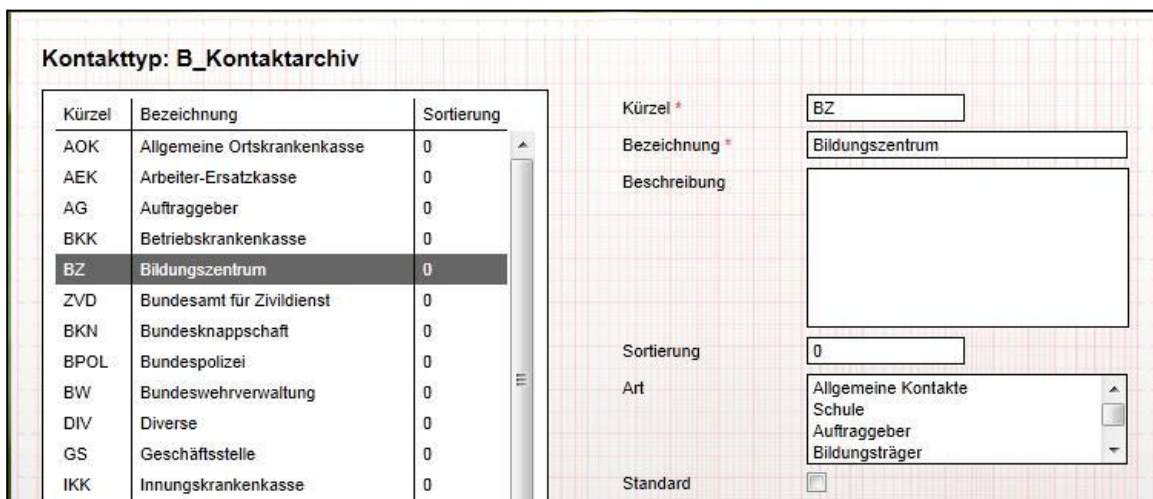 Kontakttyp: B_Kontaktarchiv
Kürzel Bezeichnung Sortierung
AOK Allgemeine Ortskrankenkasse 0
AEK Arbeiter-Ersatzkasse 0
AG Auftraggeber 0
BKK Betriebskrankenkasse 0
BZ Bildungszentrum 0
ZVD Bundesamt für Zivildienst 0
BKN Bundesknappschaft 0
BPOL Bundespolizei 0
BW Bundeswehrverwaltung 0
DIV Diverse 0
GS Geschäftsstelle 0
IKK Innungskrankenkasse 0
Kürzel * BZ
Bezeichnung * Bildungszentrum
Beschreibung
Sortierung 0
Art Allgemeine Kontakte
Schule
Auftraggeber
Bildungsträger
Standard